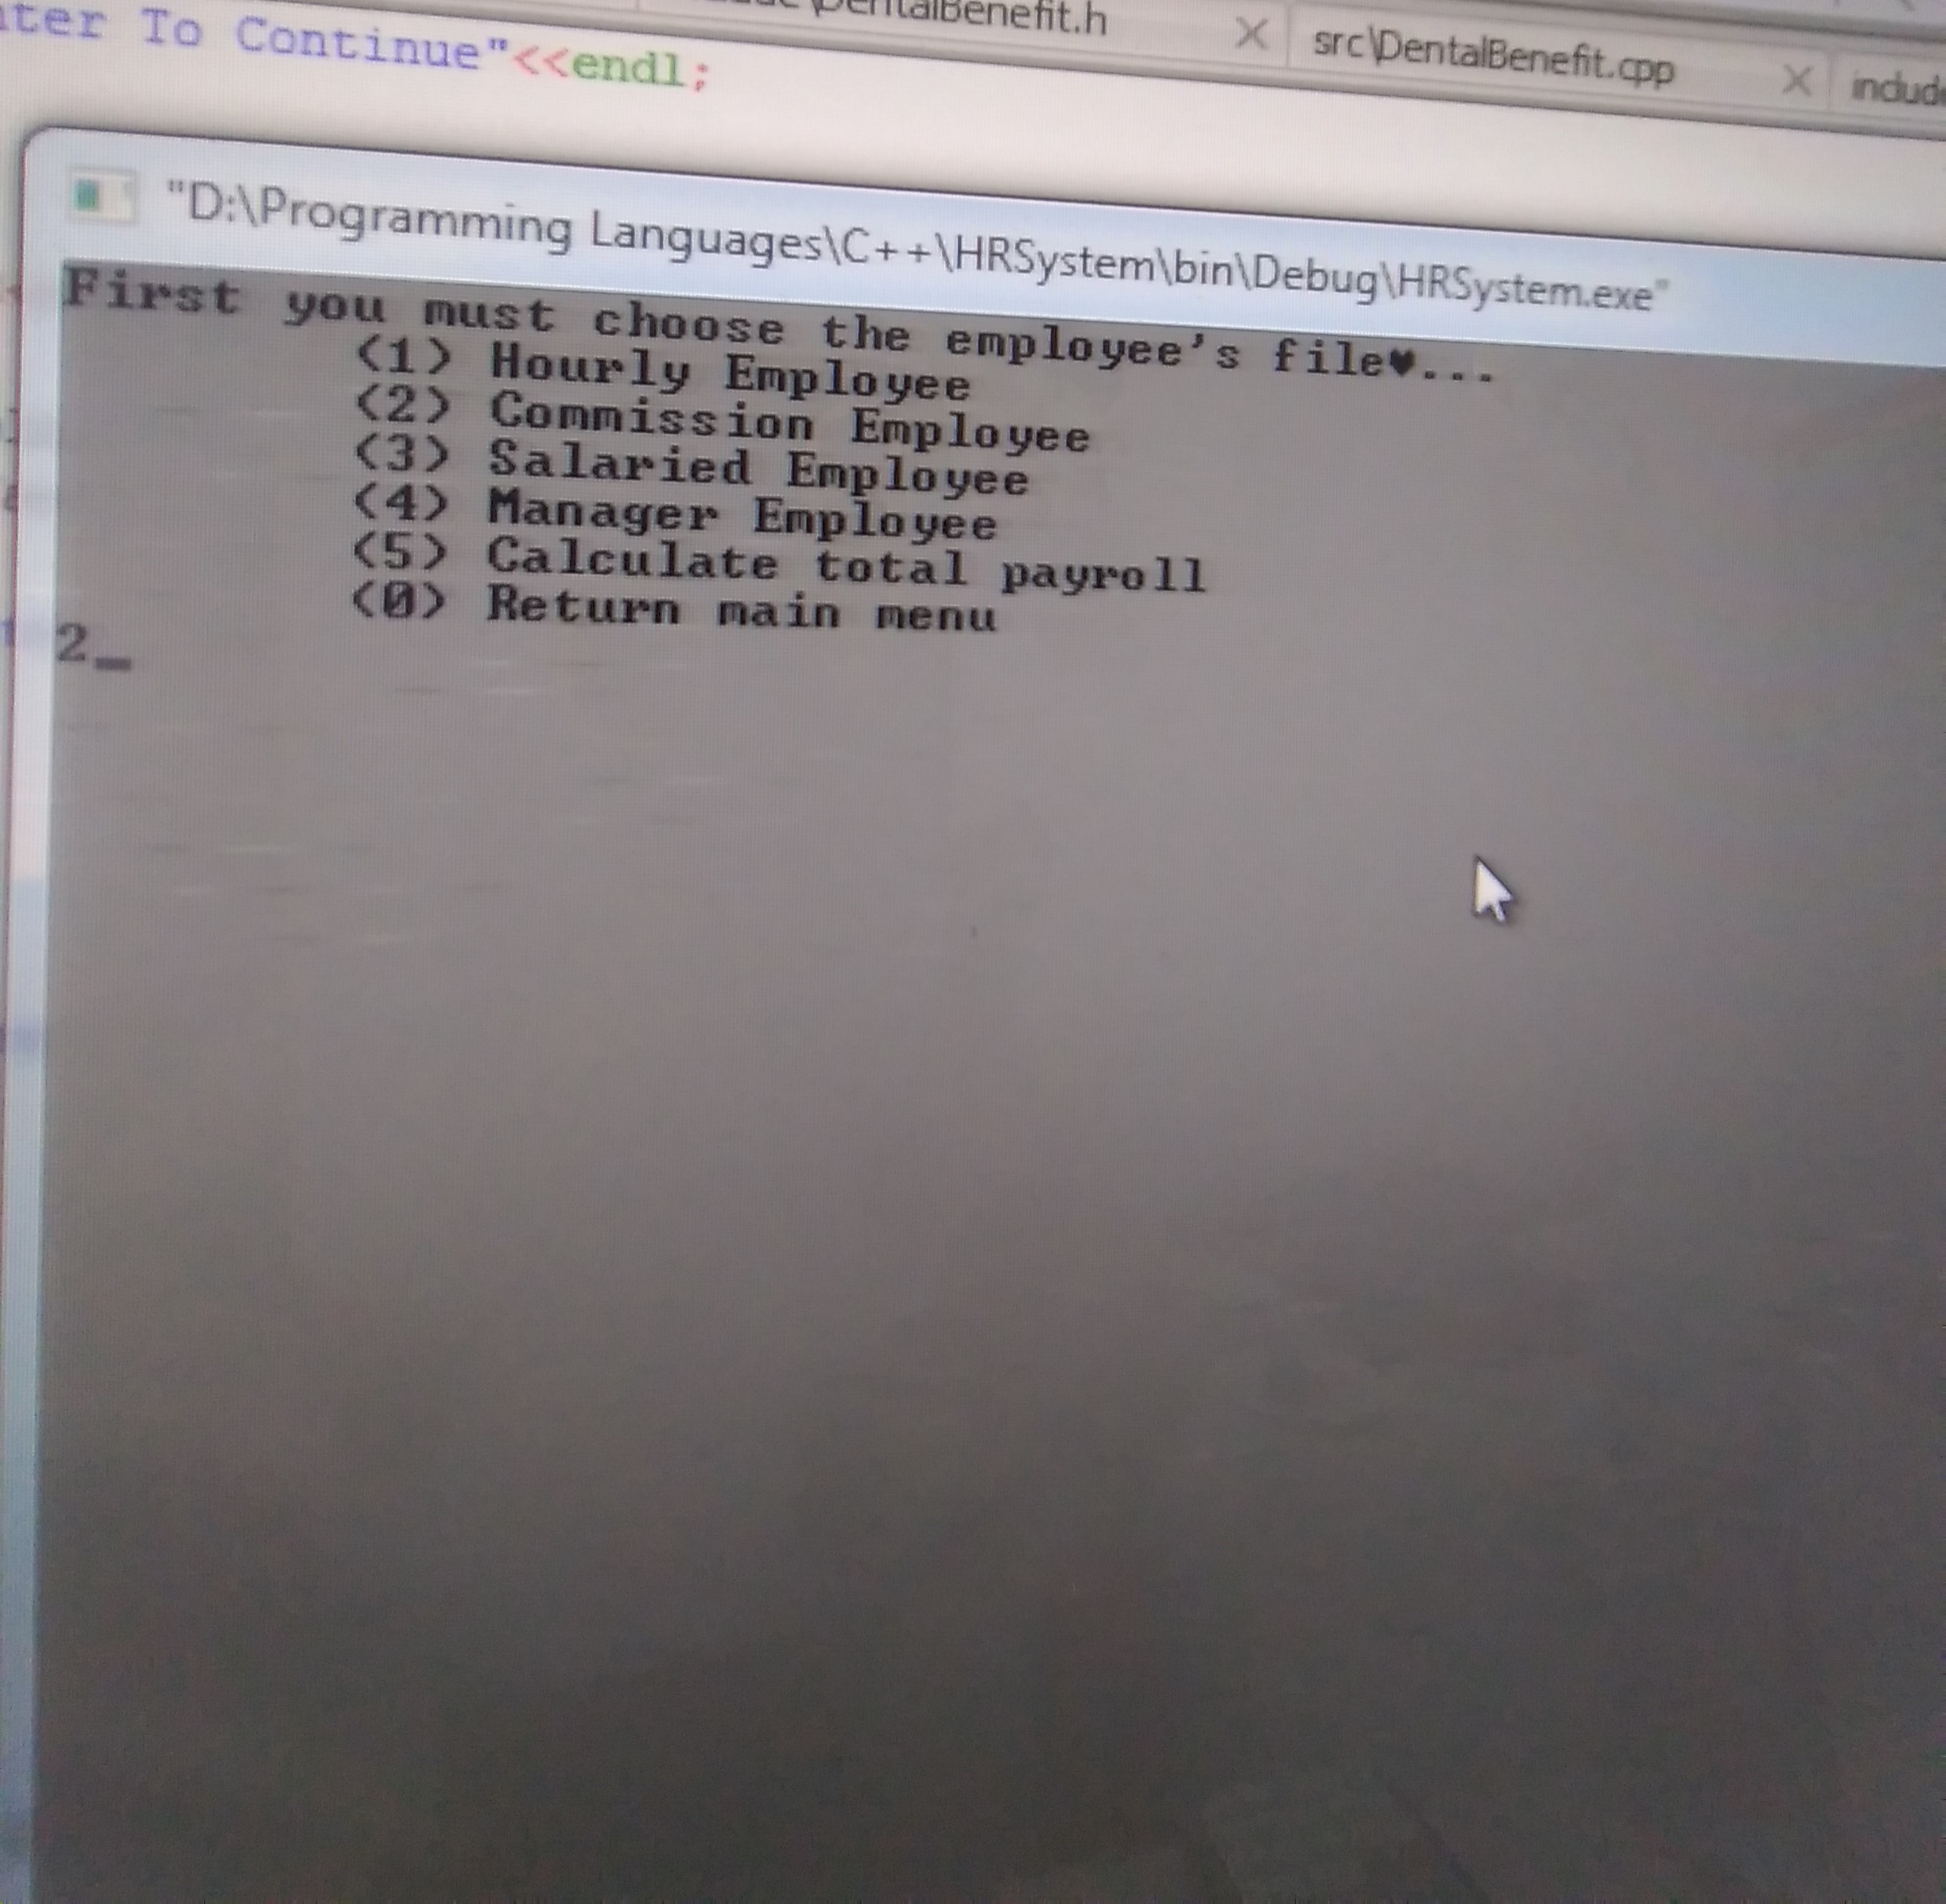 DentalBenefit.h
src\DentalBenefit.cpp
To Continue"<<endl;
"D:\Programming Languages\C++\HRSystem\bin\Debug\HRSystem.exe"
First you must choose the employee's file♥...
(1) Hourly Employee
(2) Commission Employee
(3) Salaried Employee
(4) Manager Employee
(5) Calculate total payroll
(0) Return main menu
2_